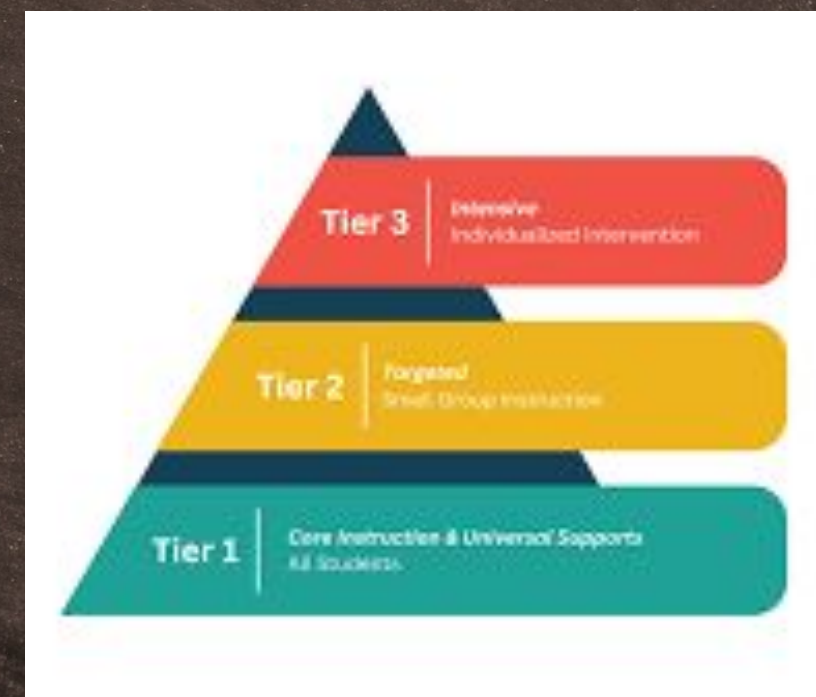 Tier 3
Intensive
Individualized Intervention
Tier 2
Targeted
Small Group Instruction
Tier 1
Core Instruction & Universal Supports
All Students